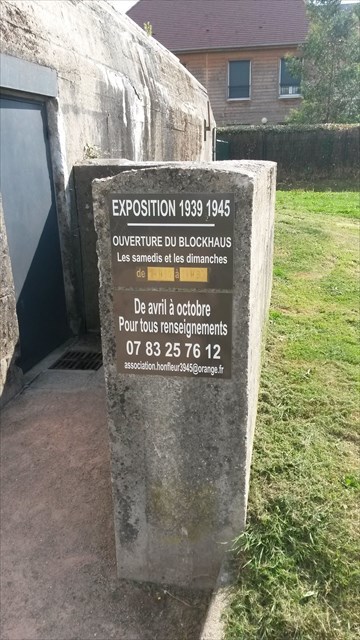 EXPOSITION 1939 1945
OUVERTURE DU BLOCKHAUS
Les samedis et les dimanches
de à
De avril à octobre
Pour tous renseignements
07 83 25 76 12
association.honfleur3945@orange.fr